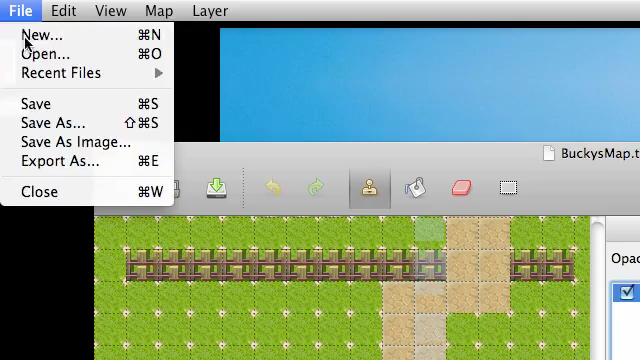 File Edit View Map Layer
New... ⌘N
Open... ⌘O
Recent Files
Save ⌘S
Save As... ⇧⌘S
Save As Image...
Export As... ⌘E
Close ⌘W
BuckysMap.t
Opac